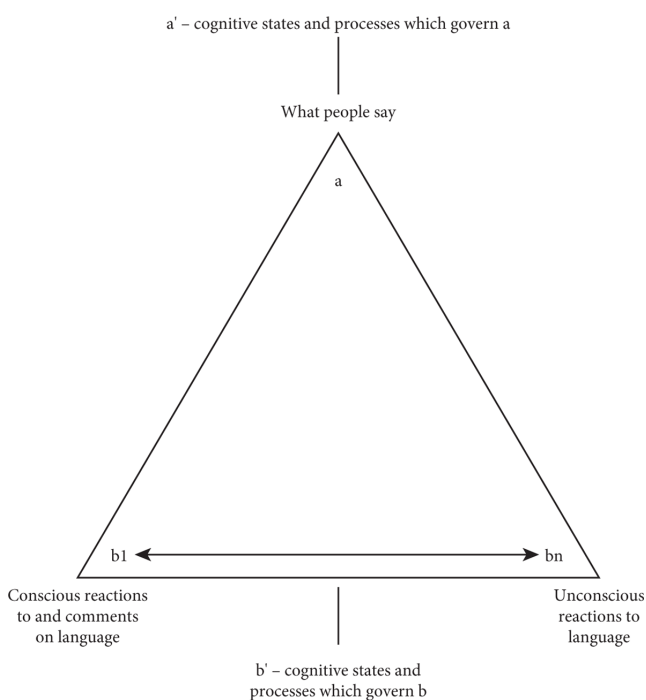 a' – cognitive states and processes which govern a
What people say
a
b1
bn
Conscious reactions
to and comments
on language
Unconscious
reactions to
language
b' – cognitive states and
processes which govern b